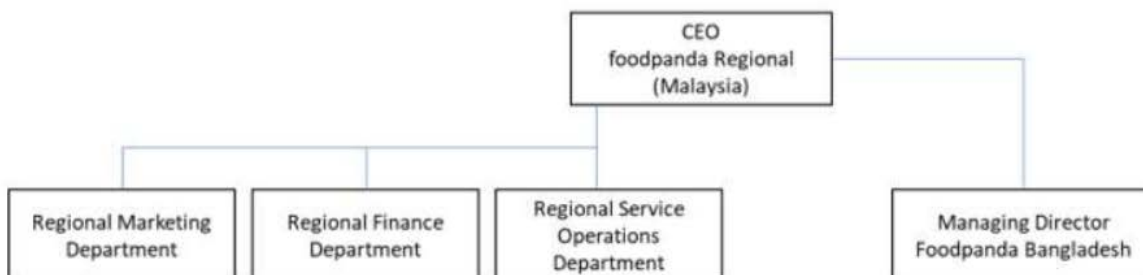 CEO
foodpanda Regional
(Malaysia)
Regional Marketing
Department
Regional Finance
Department
Regional Service
Operations
Department
Managing Director
Foodpanda Bangladesh